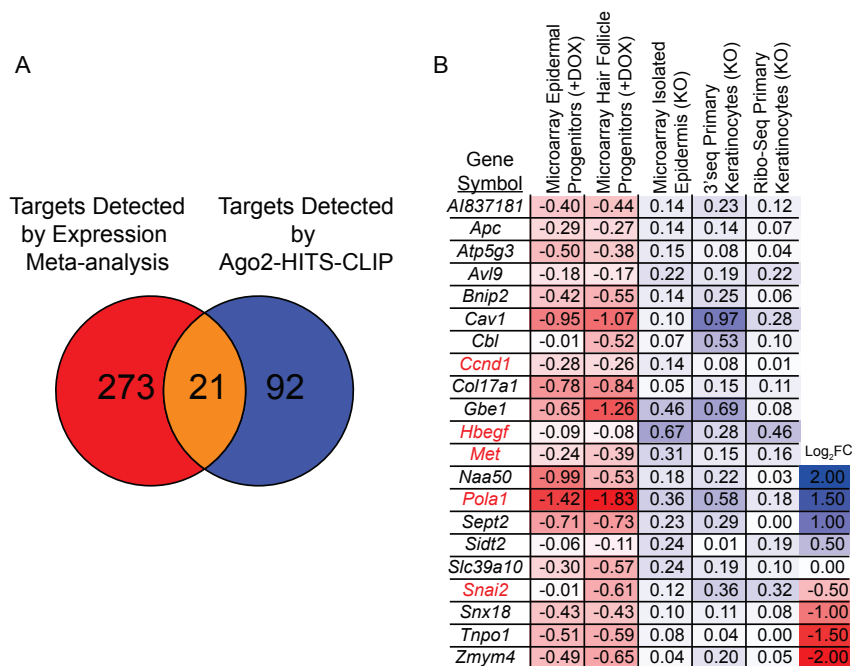 A
Targets Detected
by Expression
Meta-analysis
Targets Detected
by
Ago2-HITS-CLIP
273
21
92
B
Gene
Symbol
Microarray Epidermal
Progenitors (+DOX)
Microarray Hair Follicle
Progenitors (+DOX)
Microarray Isolated
Epidermis (KO)
3'seq Primary
Keratinocytes (KO)
Ribo-Seq Primary
Keratinocytes (KO)
AI837181 -0.40 -0.44 0.14 0.23 0.12
Apc -0.29 -0.27 0.14 0.14 0.07
Atp5g3 -0.50 -0.38 0.15 0.08 0.04
Avl9 -0.18 -0.17 0.22 0.19 0.22
Bnip2 -0.42 -0.55 0.14 0.25 0.06
Cav1 -0.95 -1.07 0.10 0.97 0.28
Cbl -0.01 -0.52 0.07 0.53 0.10
Ccnd1 -0.28 -0.26 0.14 0.08 0.01
Col17a1 -0.78 -0.84 0.05 0.15 0.11
Gbe1 -0.65 -1.26 0.46 0.69 0.08
Hbegf -0.09 -0.08 0.67 0.28 0.46
Met -0.24 -0.39 0.31 0.15 0.16 Log2FC
Naa50 -0.99 -0.53 0.18 0.22 0.03 2.00
Pola1 -1.42 -1.83 0.36 0.58 0.18 1.50
Sept2 -0.71 -0.73 0.23 0.29 0.00 1.00
Sidt2 -0.06 -0.11 0.24 0.01 0.19 0.50
Slc39a10 -0.30 -0.57 0.24 0.19 0.10 0.00
Snai2 -0.01 -0.61 0.12 0.36 0.32 -0.50
Snx18 -0.43 -0.43 0.10 0.11 0.08 -1.00
Tnpo1 -0.51 -0.59 0.08 0.04 0.00 -1.50
Zmym4 -0.49 -0.65 0.04 0.20 0.05 -2.00